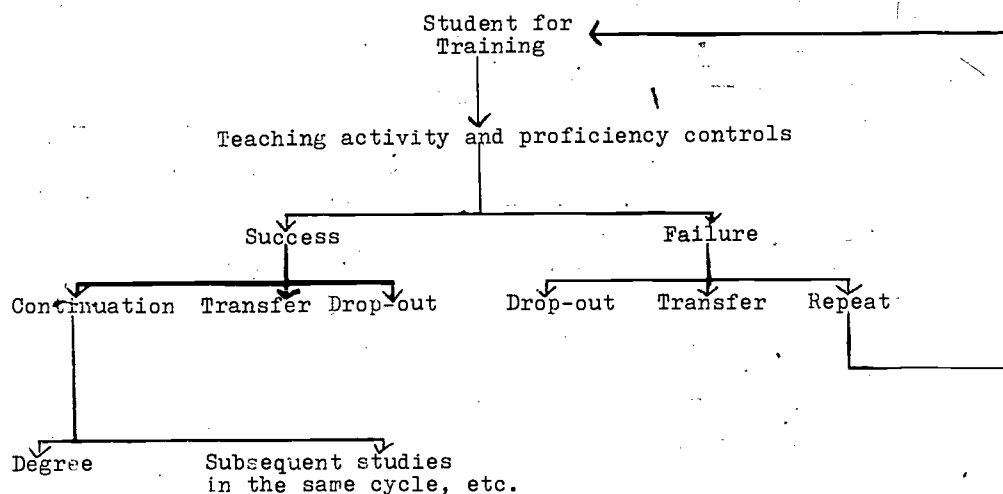 Student for
Training
Teaching activity and proficiency controls
Success Failure
Continuation Transfer Drop-out Drop-out Transfer Repeat
Degree Subsequent studies
in the same cycle, etc.